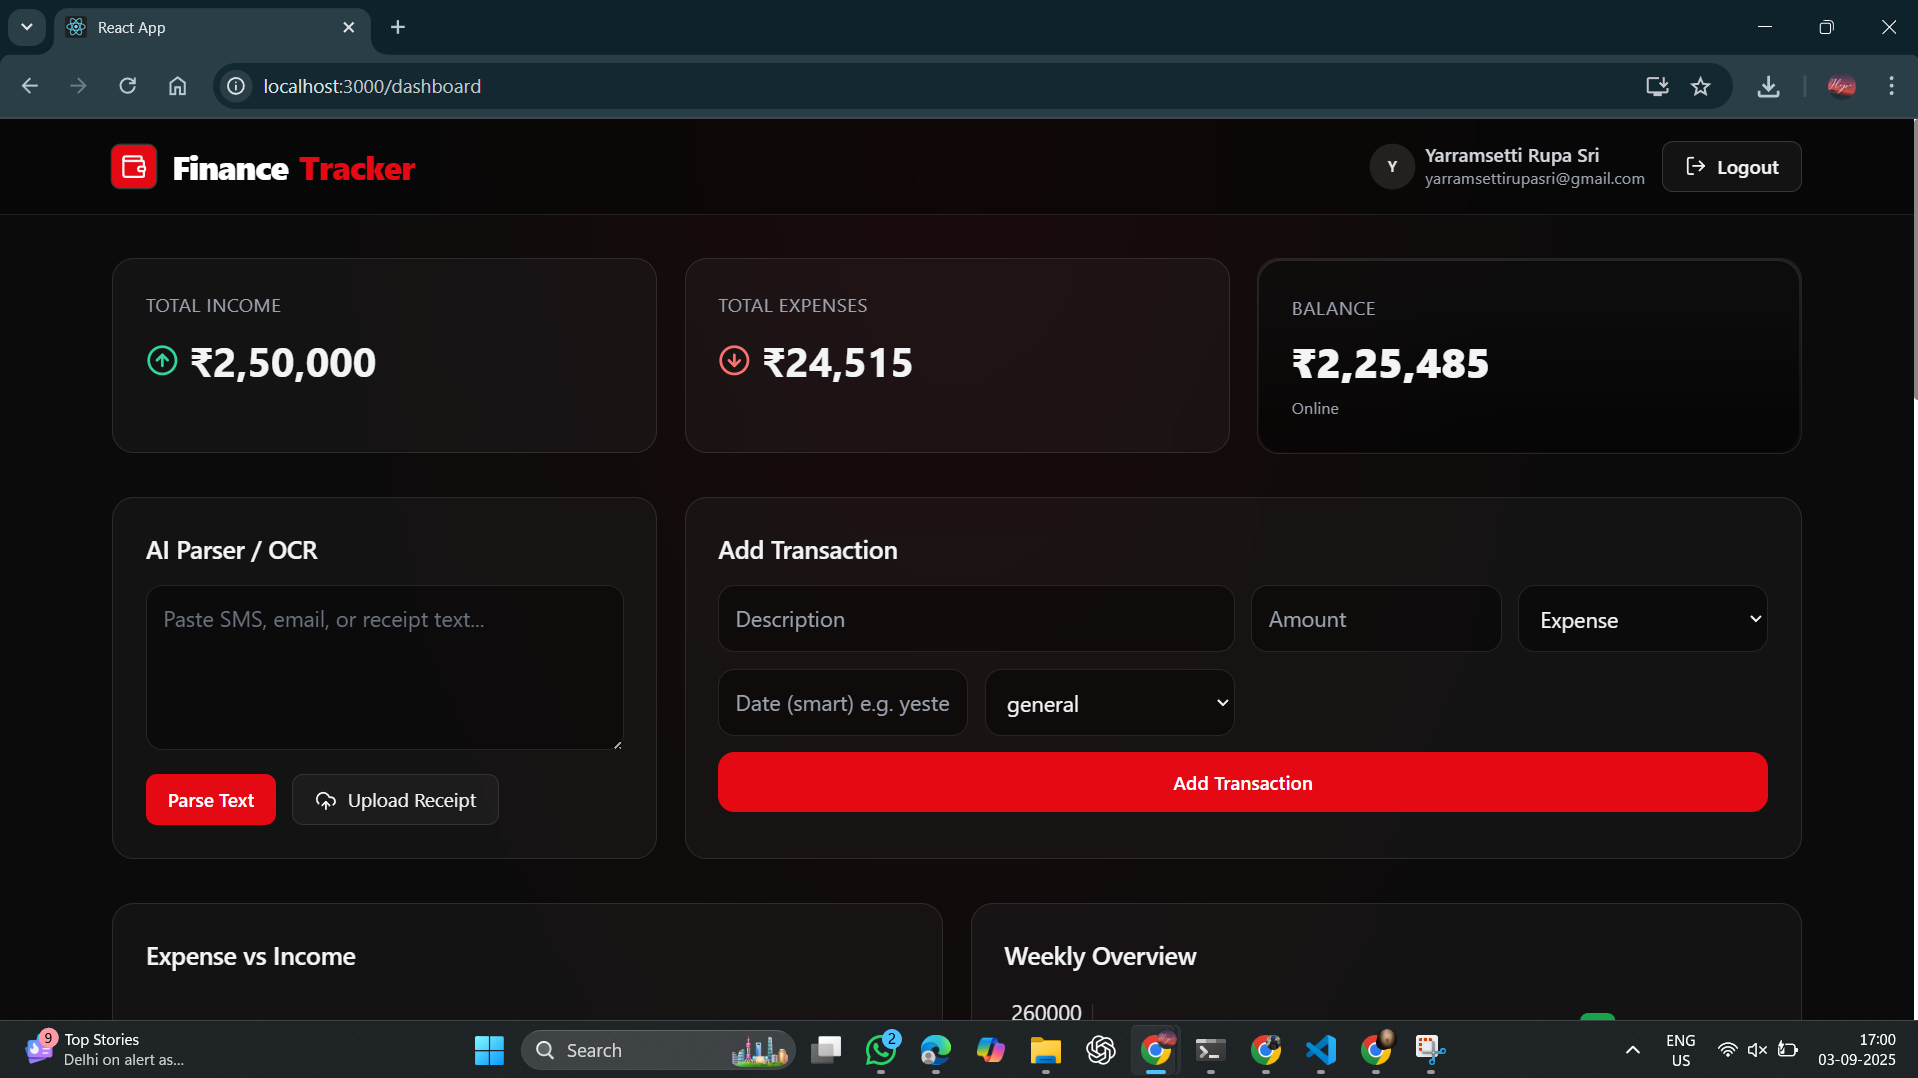 React App
localhost:3000/dashboard
Finance Tracker
Y
Yarramsetti Rupa Sri
yarramsettirupasri@gmail.com
Logout
TOTAL INCOME
₹2,50,000
TOTAL EXPENSES
₹24,515
BALANCE
₹2,25,485
Online
AI Parser / OCR
Paste SMS, email, or receipt text...
Parse Text
Upload Receipt
Add Transaction
Description
Amount
Expense
Date (smart) e.g. yeste
general
Add Transaction
Expense vs Income
Weekly Overview
260000
9
Top Stories
Delhi on alert as...
Search
2
ENG
US
17:00
03-09-2025